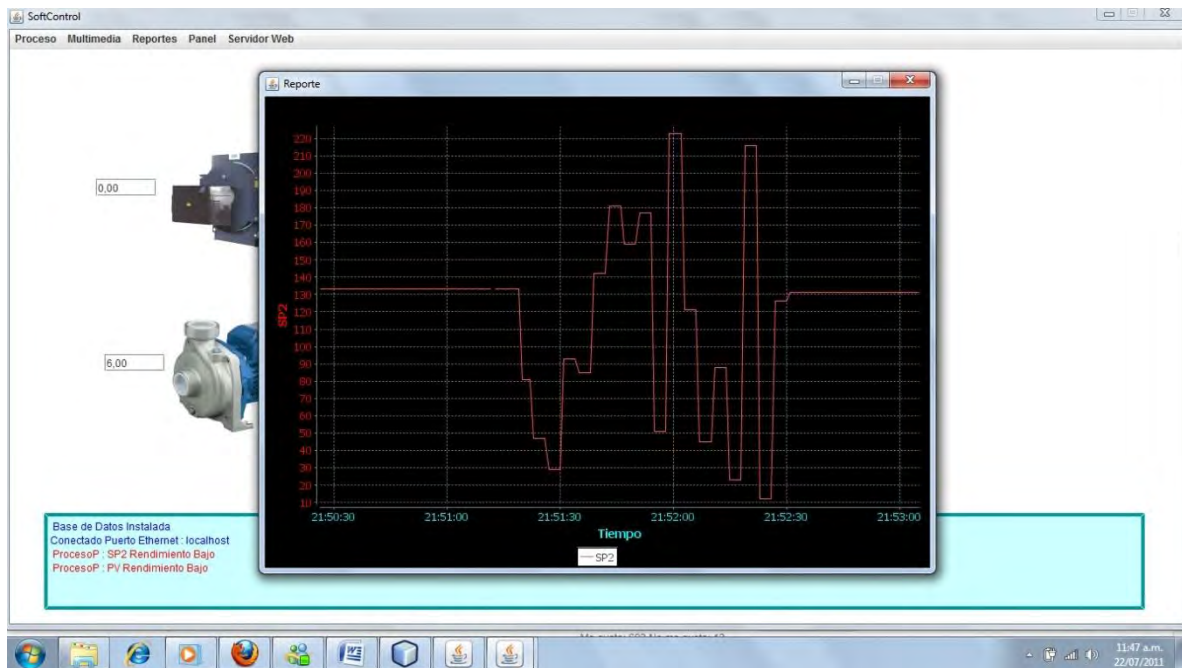 SoftControl
Proceso Multimedia Reportes Panel Servidor Web
Reporte
0,00
6,00
220
210
200
190
180
170
160
150
140
130
120
110
100
90
80
70
60
50
40
30
20
10
SP2
21:50:30 21:51:00 21:51:30 21:52:00 21:52:30 21:53:00
Tiempo
SP2
Base de Datos Instalada
Conectado Puerto Ethernet : localhost
ProcesoP : SP2 Rendimiento Bajo
ProcesoP : PV Rendimiento Bajo
11:47 a.m.
22/07/2011